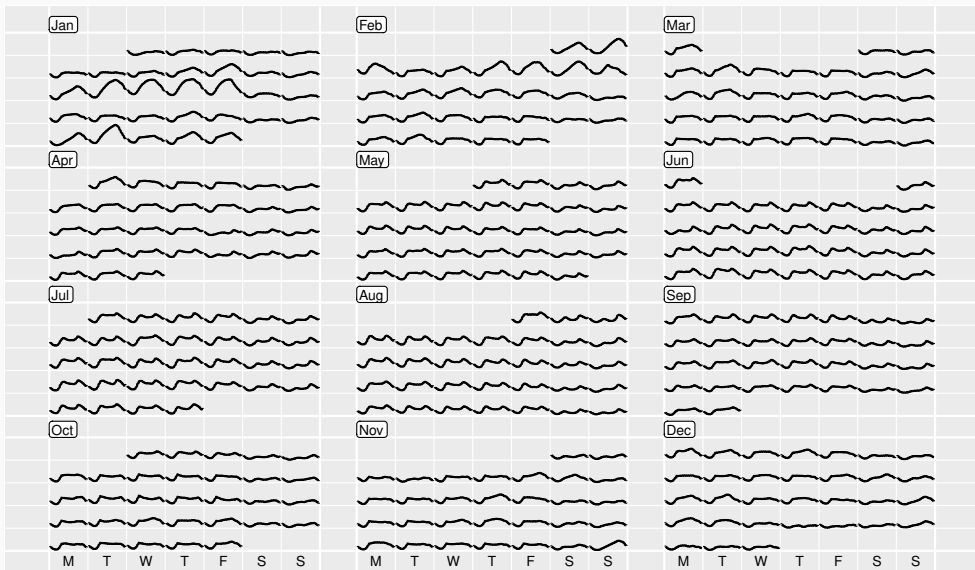 Jan Feb Mar
Apr May Jun
Jul Aug Sep
Oct Nov Dec
M T W T F S S M T W T F S S M T W T F S S